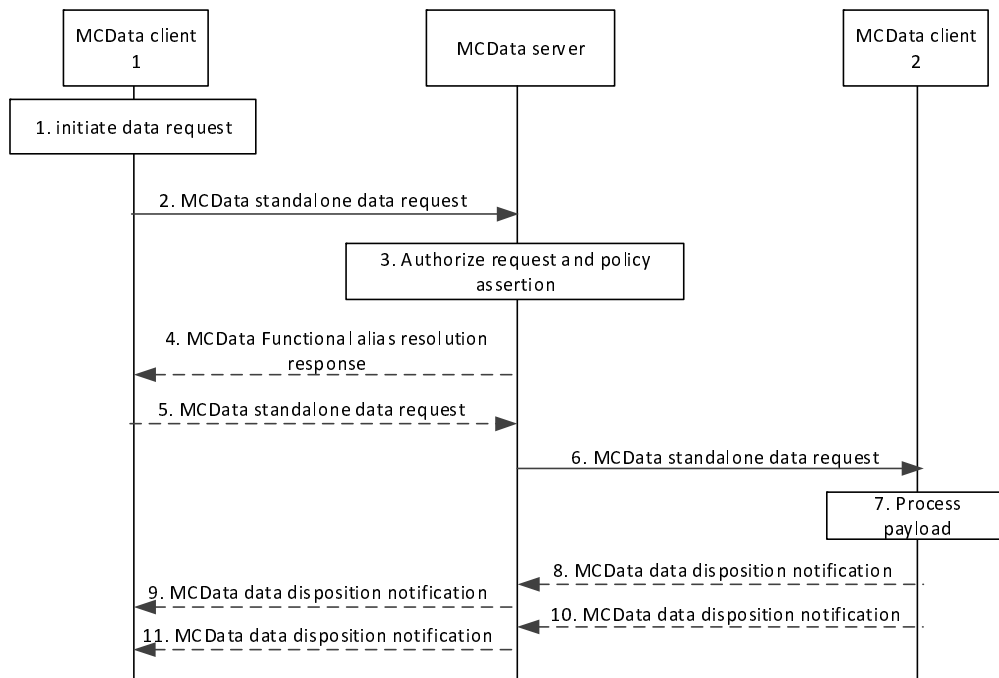 MCData client
1
MCData server
MCData client
2
1. initiate data request
2. MCData standalone data request
3. Authorize request and policy
assertion
4. MCData Functional alias resolution
response
5. MCData standalone data request
6. MCData standalone data request
7. Process
payload
8. MCData data disposition notification
9. MCData data disposition notification
10. MCData data disposition notification
11. MCData data disposition notification